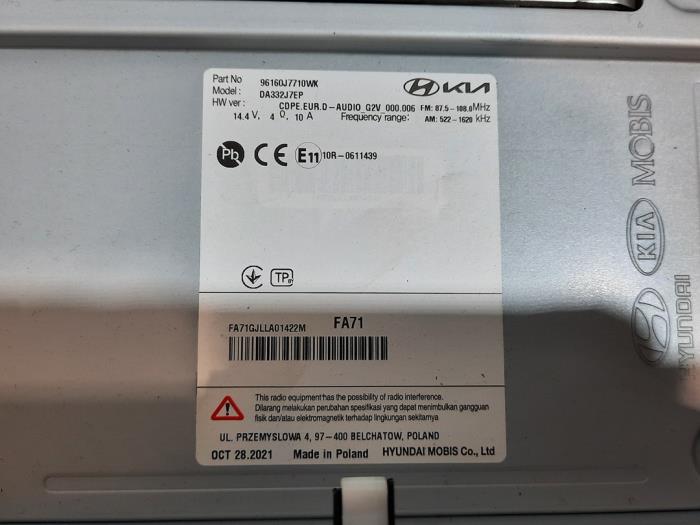 Part No 96160J7710WK
Model : DA332J7EP
HW ver : CDPE.EUR.D-AUDIO_G2V_000.006
14.4 V, 4 Ω, 10 A Frequency range:
FM: 87.5 - 108.0MHz
AM: 522 - 1620 kHz
KIA
Pb
CE
E11 10R-0611439
TP
FA71GJLLA01422M FA71
This radio equipment has the possibility of radio interference.
Dilarang melakukan perubahan spesifikasi yang dapat menimbulkan gangguan
fisik dan/atau elektromagnetik terhadap lingkungan sekitarnya
UL. PRZEMYSLOWA 4, 97-400 BELCHATOW, POLAND
OCT 28.2021 Made in Poland HYUNDAI MOBIS Co., Ltd
HYUNDAI
KIA MOBIS